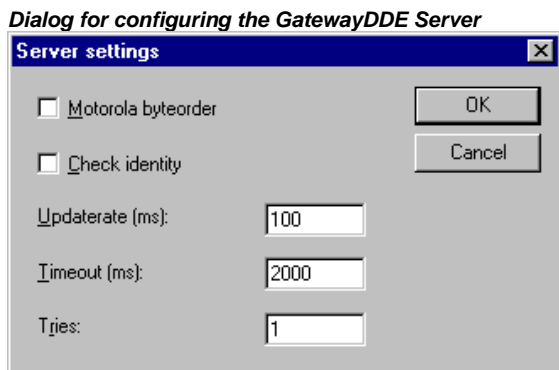 Dialog for configuring the GatewayDDE Server
Server settings
Motorola byteorder
OK
Check identity
Cancel
Updaterate (ms):
100
Timeout (ms):
2000
Tries:
1